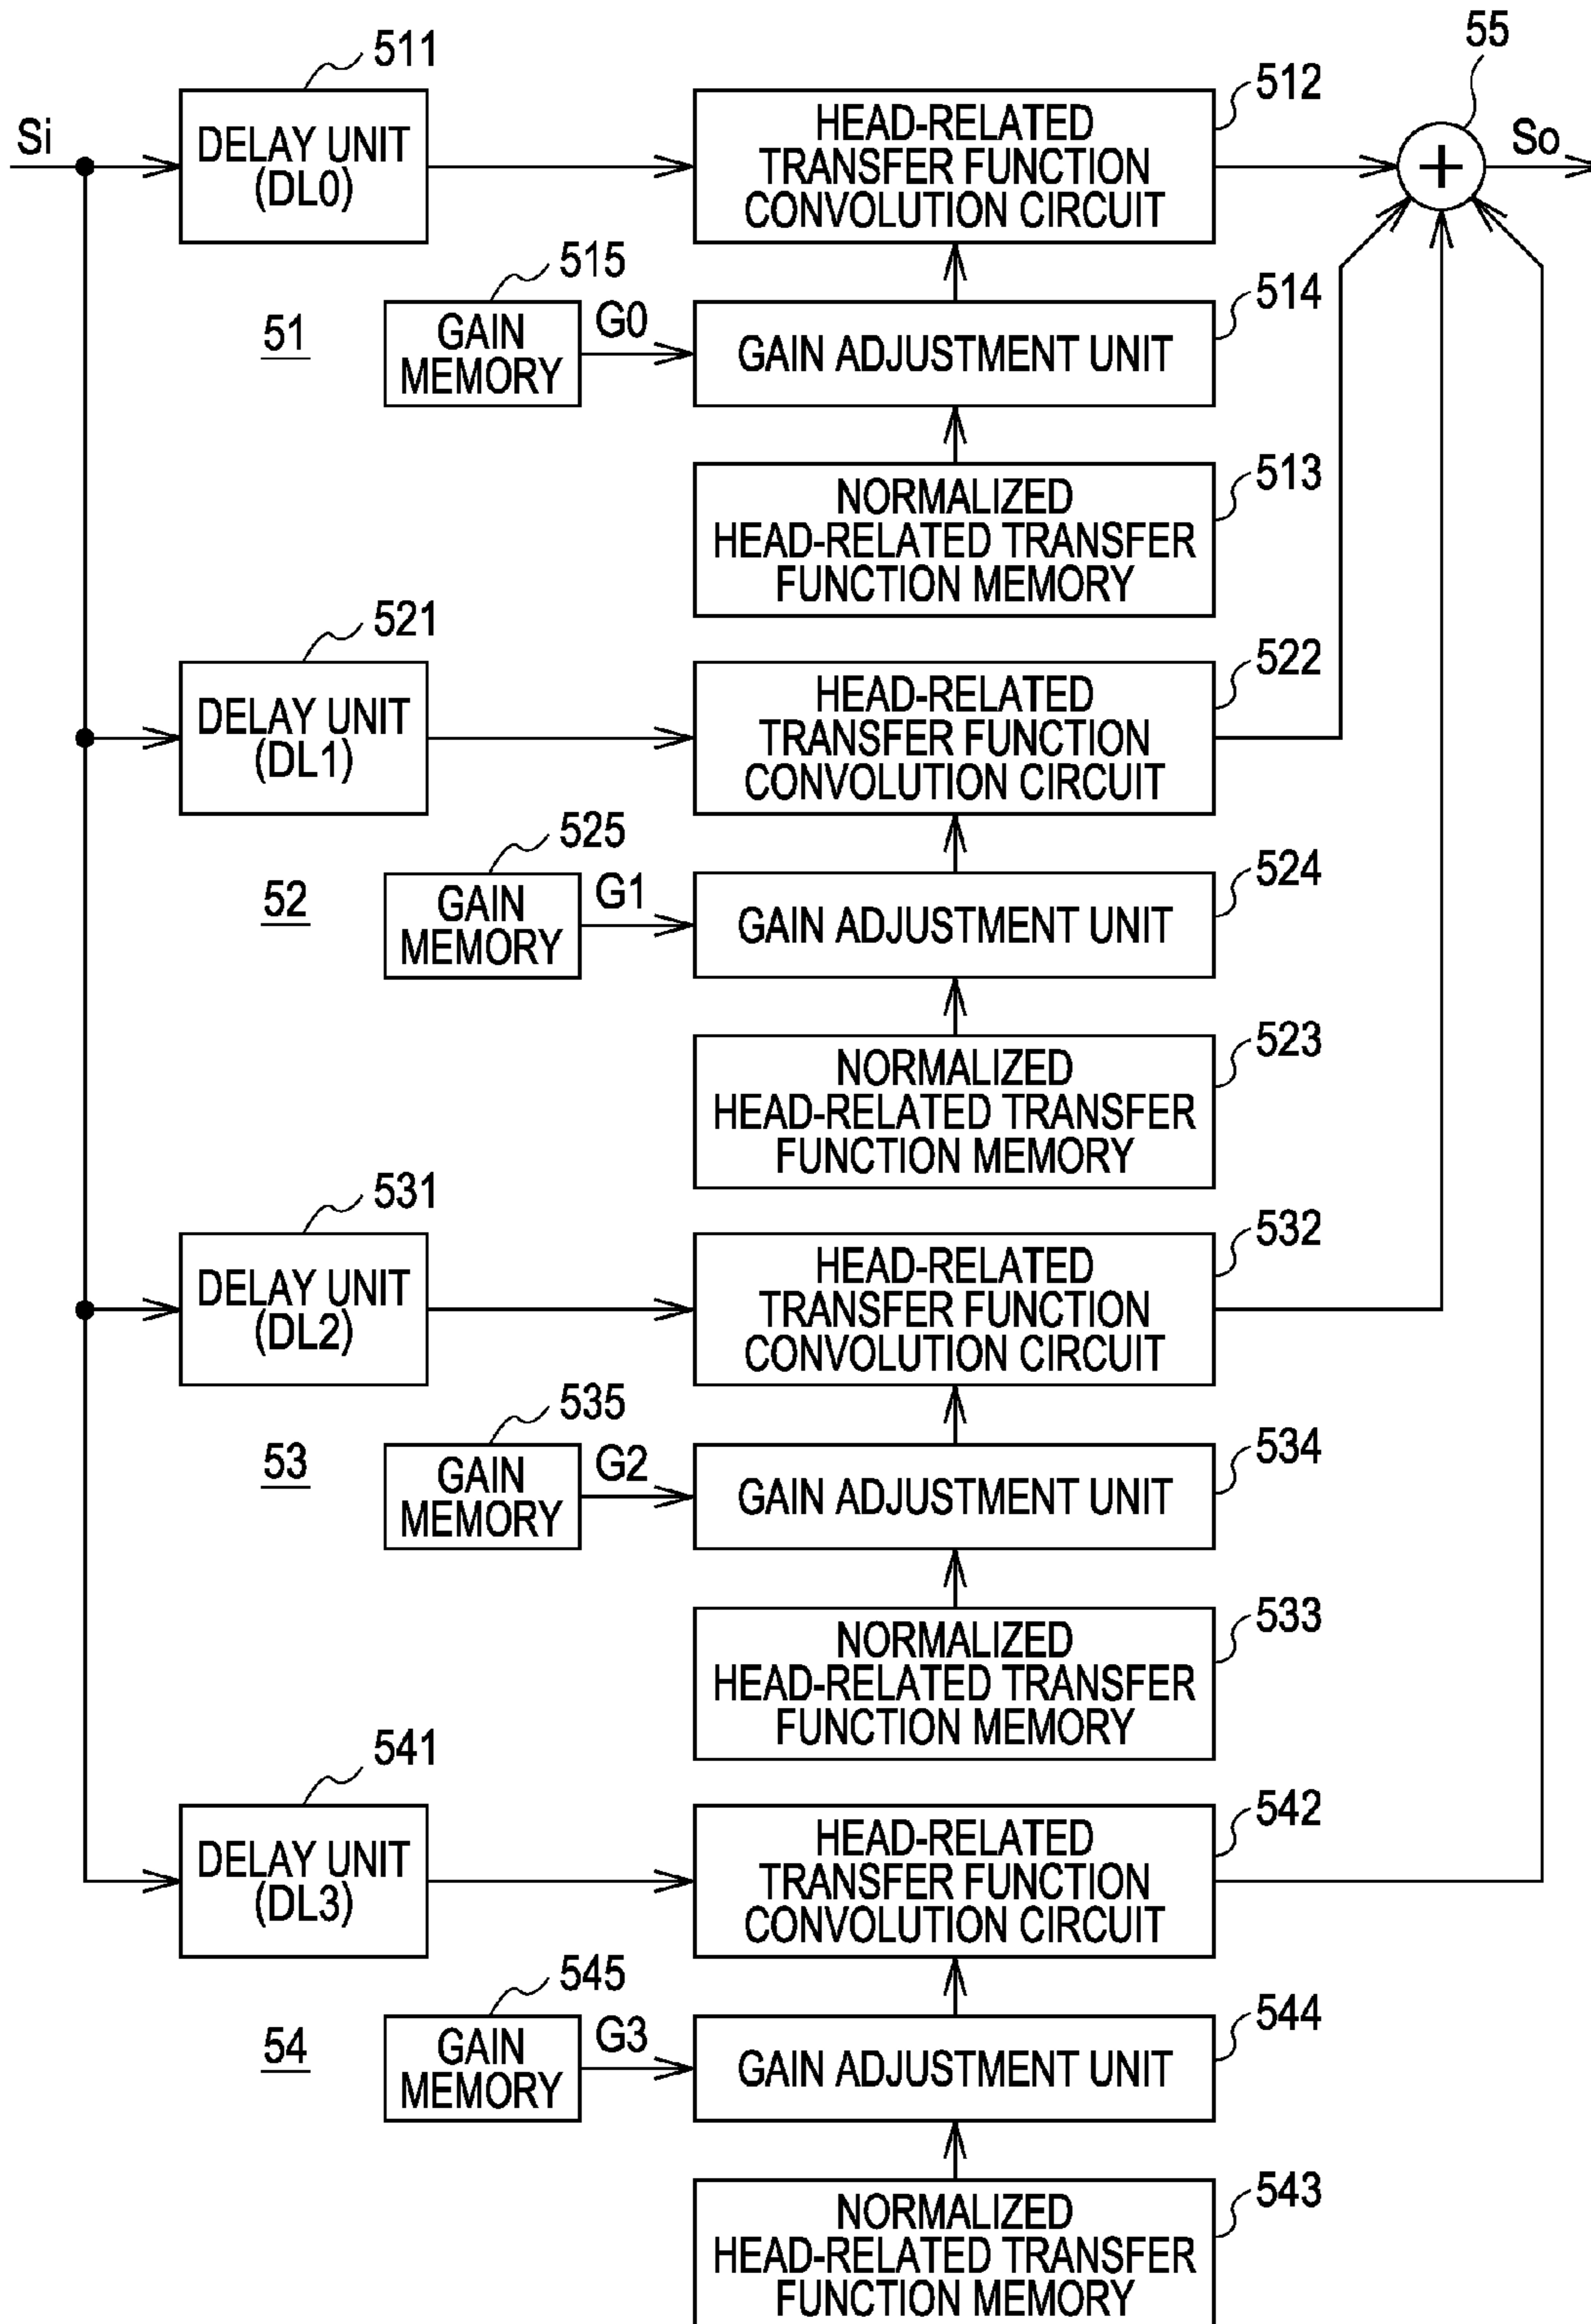 511
55
Si
DELAY UNIT
(DL0)
HEAD-RELATED
TRANSFER FUNCTION
CONVOLUTION CIRCUIT
512
+
So
515
51
GAIN
MEMORY
G0
GAIN ADJUSTMENT UNIT
514
NORMALIZED
HEAD-RELATED TRANSFER
FUNCTION MEMORY
513
521
DELAY UNIT
(DL1)
HEAD-RELATED
TRANSFER FUNCTION
CONVOLUTION CIRCUIT
522
525
52
GAIN
MEMORY
G1
GAIN ADJUSTMENT UNIT
524
NORMALIZED
HEAD-RELATED TRANSFER
FUNCTION MEMORY
523
531
DELAY UNIT
(DL2)
HEAD-RELATED
TRANSFER FUNCTION
CONVOLUTION CIRCUIT
532
535
53
GAIN
MEMORY
G2
GAIN ADJUSTMENT UNIT
534
NORMALIZED
HEAD-RELATED TRANSFER
FUNCTION MEMORY
533
541
DELAY UNIT
(DL3)
HEAD-RELATED
TRANSFER FUNCTION
CONVOLUTION CIRCUIT
542
545
54
GAIN
MEMORY
G3
GAIN ADJUSTMENT UNIT
544
NORMALIZED
HEAD-RELATED TRANSFER
FUNCTION MEMORY
543